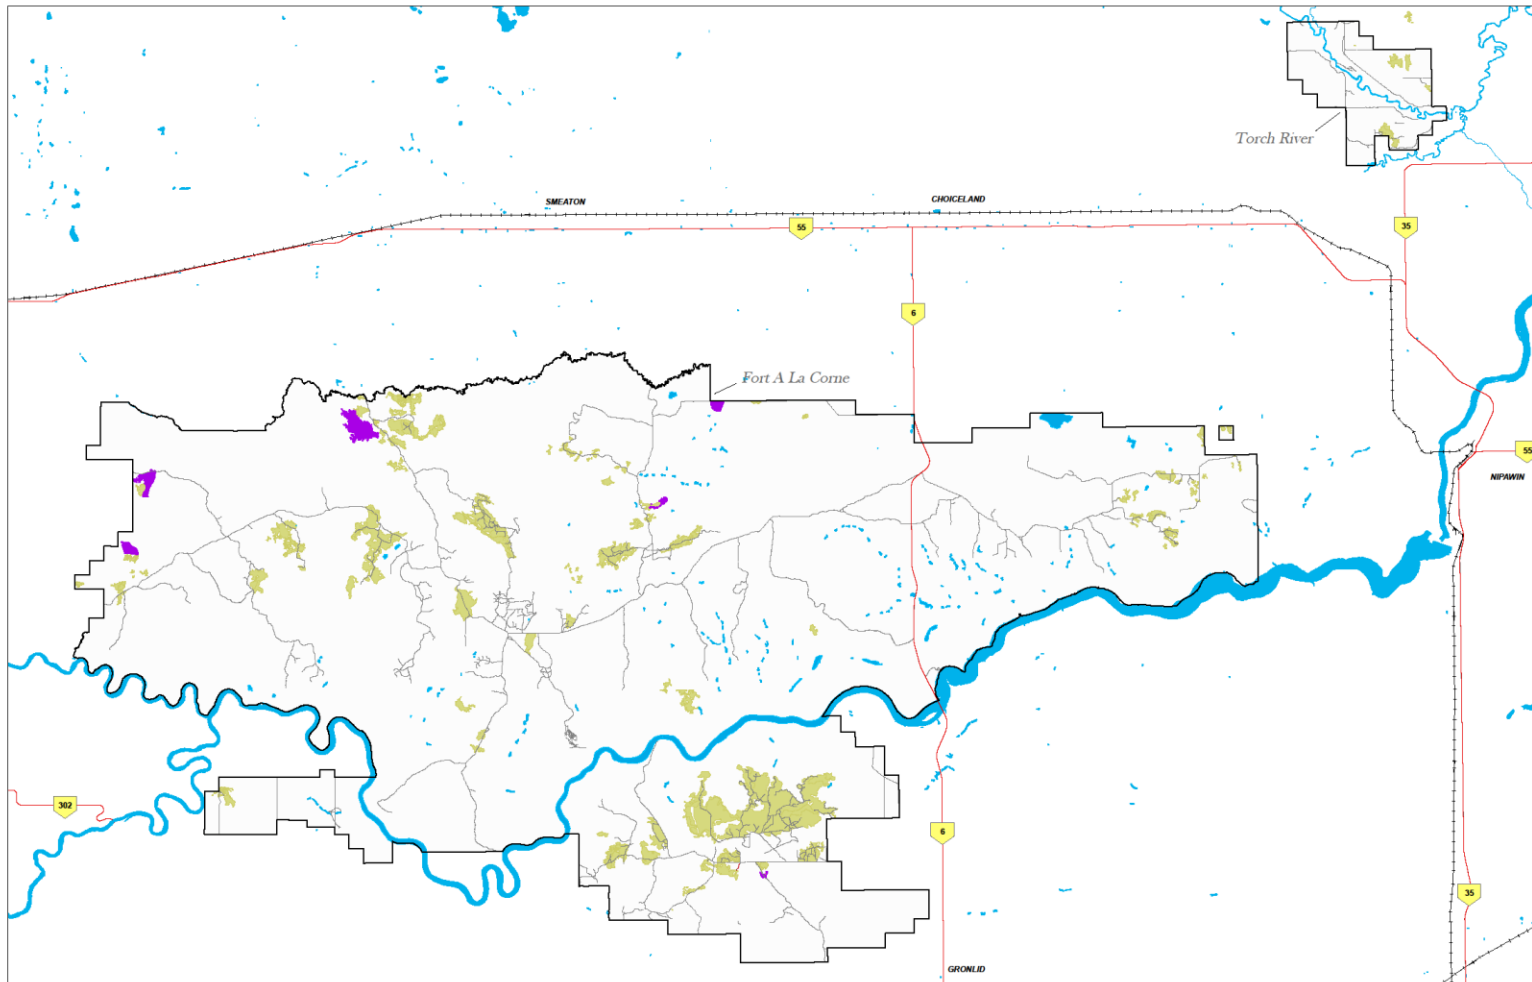 Torch River
SMEATON
CHOICELAND
55
35
6
Fort A La Corne
55
NIPAWIN
302
6
35
GRONLID